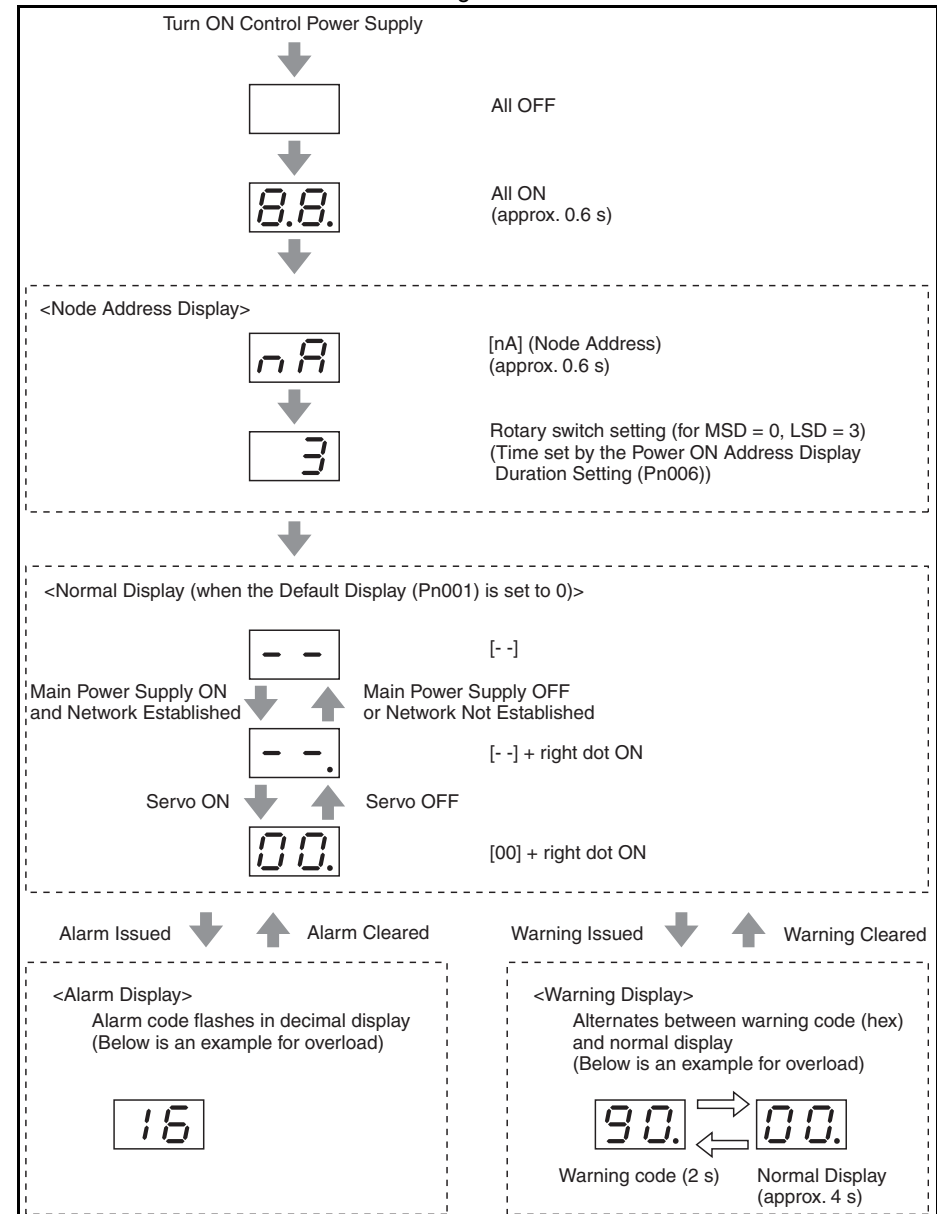 Turn ON Control Power Supply
All OFF
8.8.
All ON
(approx. 0.6 s)
<Node Address Display>
nA
[nA] (Node Address)
(approx. 0.6 s)
3
Rotary switch setting (for MSD = 0, LSD = 3)
(Time set by the Power ON Address Display
Duration Setting (Pn006))
<Normal Display (when the Default Display (Pn001) is set to 0)>
- -
[- -]
Main Power Supply ON
and Network Established
Main Power Supply OFF
or Network Not Established
- -.
[- -] + right dot ON
Servo ON
Servo OFF
00.
[00] + right dot ON
Alarm Issued
Alarm Cleared
Warning Issued
Warning Cleared
<Alarm Display>
Alarm code flashes in decimal display
(Below is an example for overload)
16
<Warning Display>
Alternates between warning code (hex)
and normal display
(Below is an example for overload)
90.
00.
Warning code (2 s)
Normal Display
(approx. 4 s)